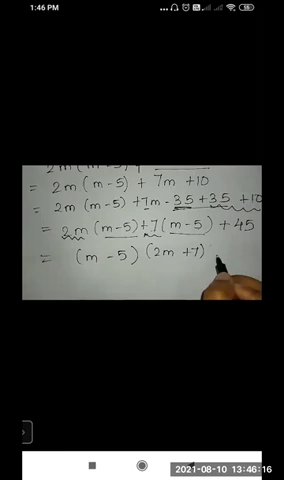 1:46 PM
= 2m (m-5) + 7m +10
= 2m (m-5) +7m - 35 + 35 + 10
= 2m (m-5) +7 (m-5) + 45
= (m-5) (2m +7)
2021-08-10 13:46:16